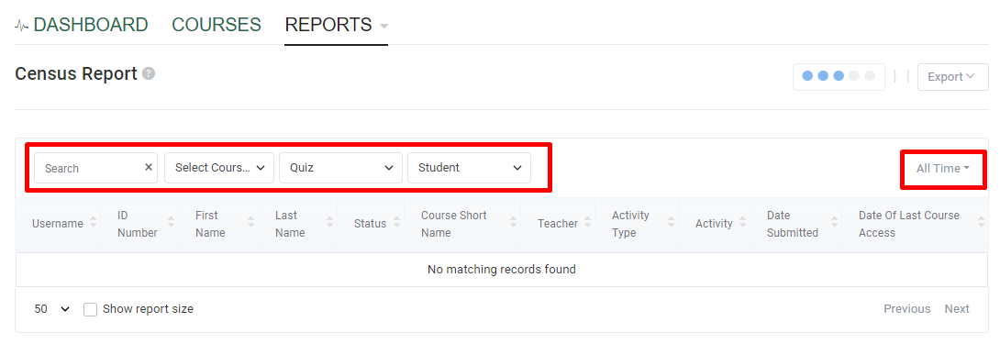 DASHBOARD COURSES REPORTS
Census Report ?
Export
Search × Select Cours... Quiz Student
All Time
Username ID Number First Name Last Name Status Course Short Name Teacher Activity Type Activity Date Submitted Date Of Last Course Access
No matching records found
50 Show report size Previous Next